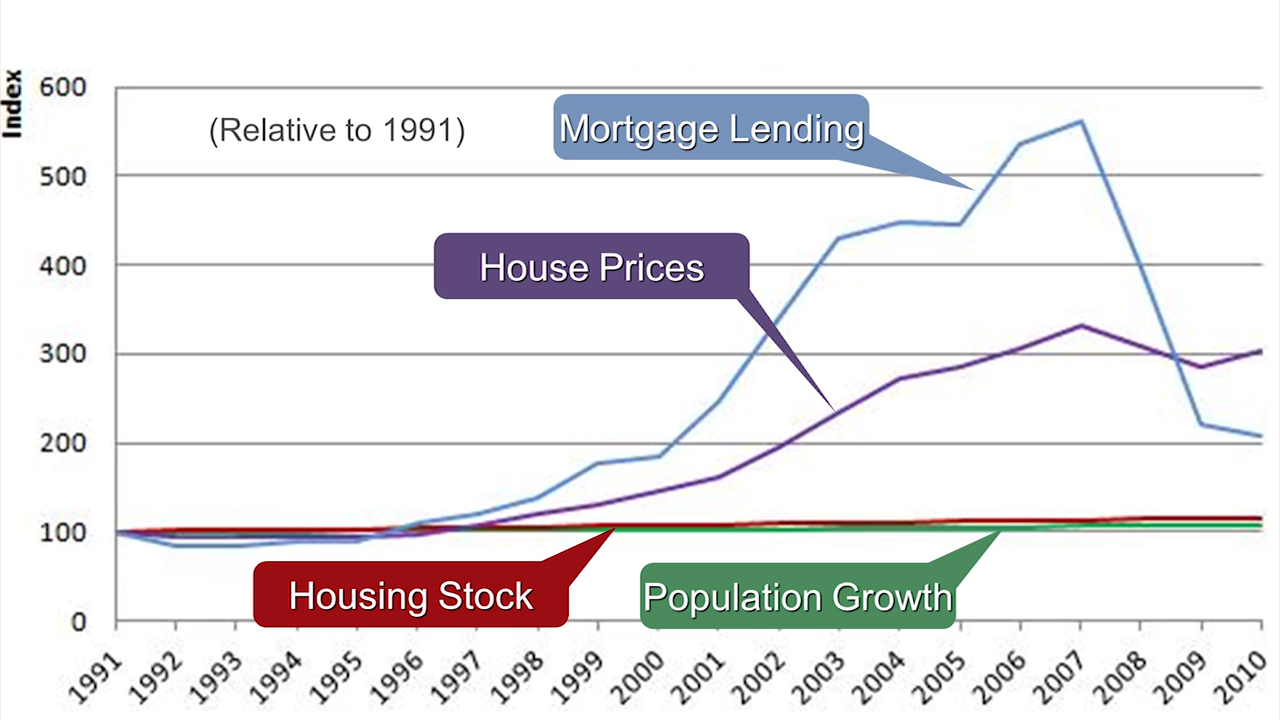 Index
600
(Relative to 1991)
Mortgage Lending
500
House Prices
400
300
200
100
Housing Stock
Population Growth
0
1991 1992 1993 1994 1995 1996 1997 1998 1999 2000 2001 2002 2003 2004 2005 2006 2007 2008 2009 2010